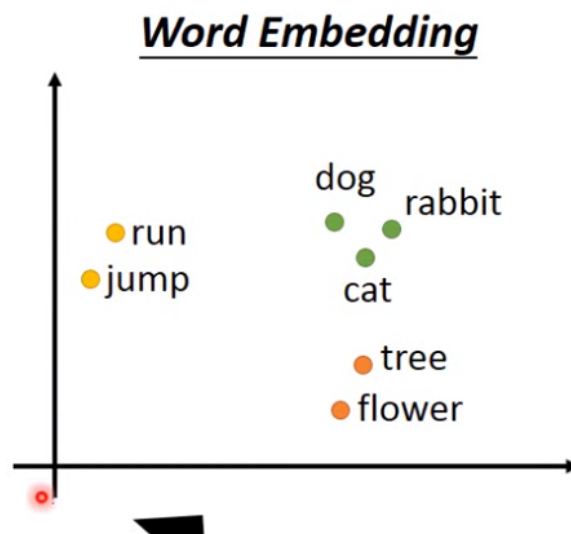 Word Embedding
dog
rabbit
run
jump
cat
tree
flower